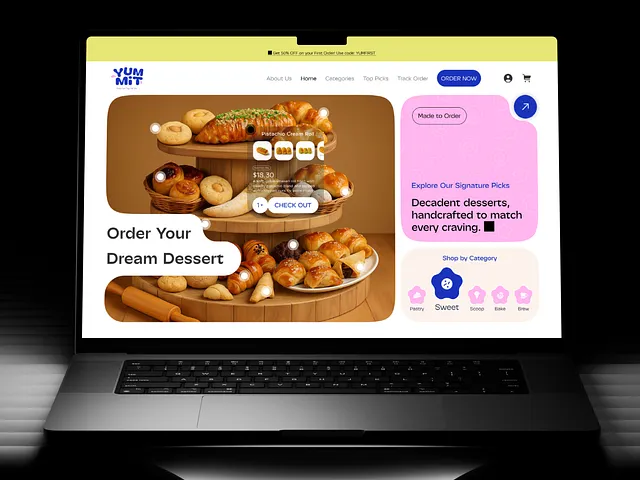 Get 50% OFF on your First Order! Use code: YUMFIRST
YUM
MiT
About Us
Home
Categories
Top Picks
Track Order
ORDER NOW
Pistachio Cream Roll
$18.30
1
CHECK OUT
Order Your
Dream Dessert
Made to Order
Explore Our Signature Picks
Decadent desserts,
handcrafted to match
every craving.
Shop by Category
Pastry
Sweet
Scoop
Bake
Brew